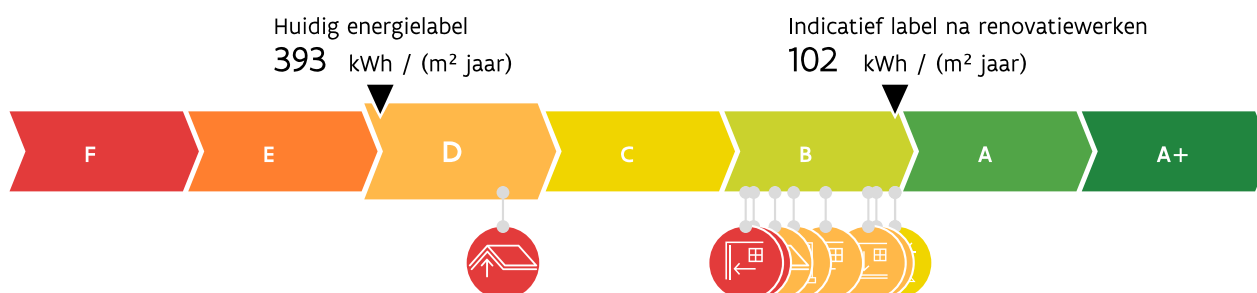 Huidig energielabel
393 kWh / (m² jaar)
Indicatief label na renovatiewerken
102 kWh / (m² jaar)
F E D C B A A+